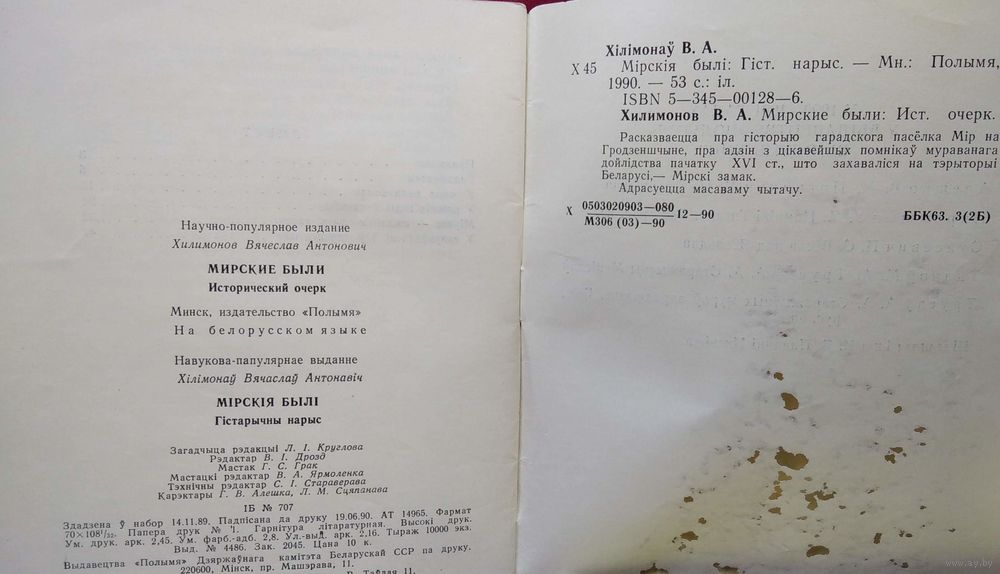 Научно-популярное издание
Хилимонов Вячеслав Антонович
МИРСКИЕ БЫЛИ
Исторический очерк
Минск, издательство «Полымя»
На белорусском языке
Навукова-папулярнае выданне
Хілімонаў Вячаслаў Антонавіч
МІРСКІЯ БЫЛІ
Гістарычны нарыс
Загадчыца рэдакцыі Л. І. Круглова
Рэдактар В. І. Дрозд
Мастак Г. С. Грак
Мастацкі рэдактар В. А. Ярмоленка
Тэхнічны рэдактар С. І. Стараверава
Карэктары Г. В. Алешка, Л. М. Сцяпанава
ІБ № 707
Здадзена ў набор 14.11.89. Падпісана да друку 19.06.90. АТ 14965. Фармат
70×108¹/₃₂. Папера друк № 1. Гарнітура літаратурная. Высокі друк.
Ум. друк. арк. 2,45. Ум. фарб.-адб. 2,8. Ул.-выд. арк. 2,16. Тыраж 10000 экз.
Выд. № 4486. Зак. 2045. Цана 10 к.
Выдавецтва «Полымя» Дзяржаўнага камітэта Беларускай ССР па друку.
220600, Мінск, пр. Машэрава, 11.
Хілімонаў В. А.
Х 45 Мірскія былі: Гіст. нарыс. — Мн.: Полымя,
1990. — 53 с.: іл.
ISBN 5—345—00128—6.
Хилимонов В. А. Мирские были: Ист. очерк.
Расказваецца пра гісторыю гарадскога пасёлка Мір на
Гродзеншчыне, пра адзін з цікавейшых помнікаў мураванага
дойлідства пачатку XVI ст., што захаваліся на тэрыторыі
Беларусі,— Мірскі замак.
Адрасуецца масаваму чытачу.
Х 0503020903—080
М306 (03)—90 12—90 ББК63. 3(2Б)
www.ay.by